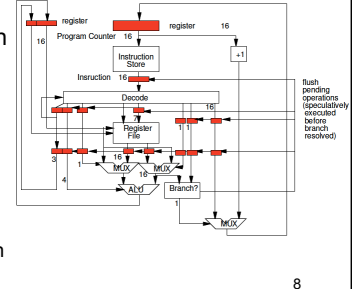 register
register
16
16
Program Counter
16
Instruction
Store
+1
Insruction
16
Decode
flush
pending
operations
(speculatively
executed
before
branch
resolved)
16
7
1
1
Register
File
3
4
1
16
MUX
16
MUX
ALU
Branch?
1
MUX
n
n
8